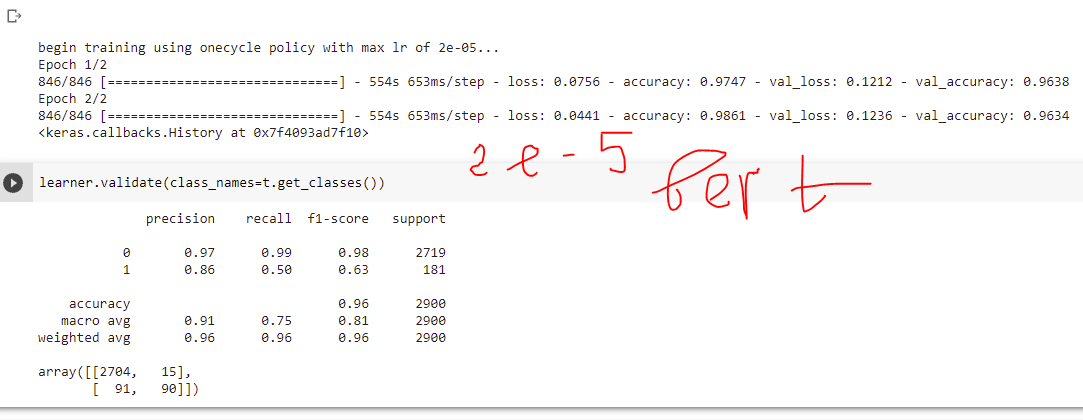 begin training using onecycle policy with max lr of 2e-05...
Epoch 1/2
846/846 [==============================] - 554s 653ms/step - loss: 0.0756 - accuracy: 0.9747 - val_loss: 0.1212 - val_accuracy: 0.9638
Epoch 2/2
846/846 [==============================] - 554s 653ms/step - loss: 0.0441 - accuracy: 0.9861 - val_loss: 0.1236 - val_accuracy: 0.9634
<keras.callbacks.History at 0x7f4093ad7f10>
2e-5 bert
learner.validate(class_names=t.get_classes())
precision recall f1-score support
0 0.97 0.99 0.98 2719
1 0.86 0.50 0.63 181
accuracy 0.96 2900
macro avg 0.91 0.75 0.81 2900
weighted avg 0.96 0.96 0.96 2900
array([[2704, 15],
[ 91, 90]])